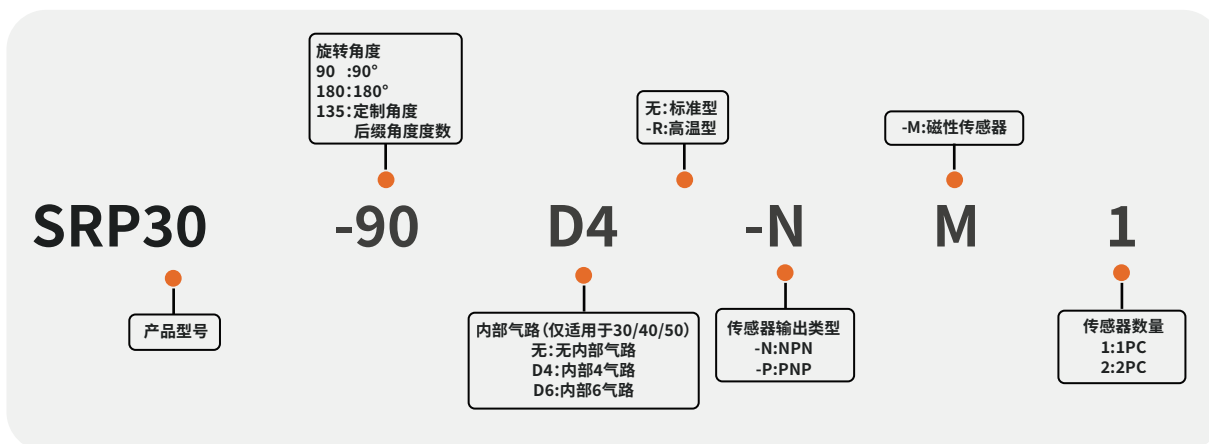 旋转角度
90 :90°
180:180°
135:定制角度
后缀角度度数
无:标准型
-R:高温型
-M:磁性传感器
SRP30 -90 D4 -N M 1
产品型号
内部气路(仅适用于30/40/50)
无:无内部气路
D4:内部4气路
D6:内部6气路
传感器输出类型
-N:NPN
-P:PNP
传感器数量
1:1PC
2:2PC